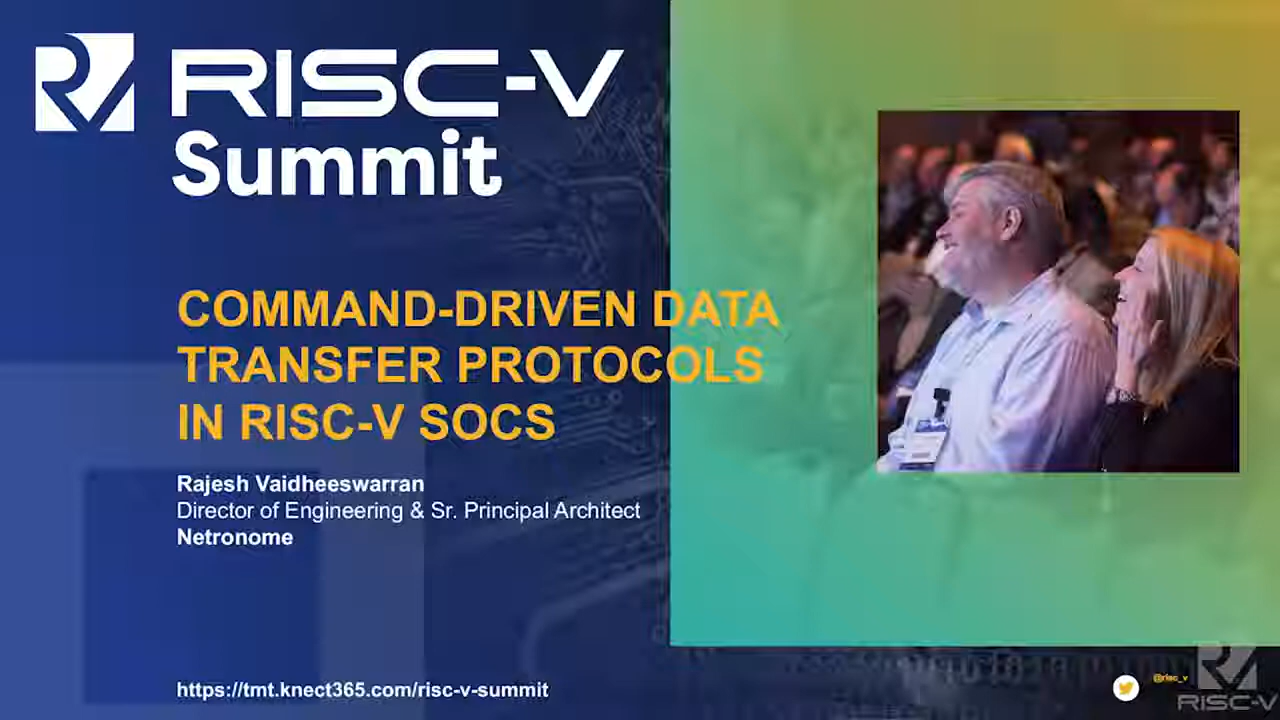 RISC-V
Summit
COMMAND-DRIVEN DATA
TRANSFER PROTOCOLS
IN RISC-V SOCS
Rajesh Vaidheeswarran
Director of Engineering & Sr. Principal Architect
Netronome
https://tmt.knect365.com/risc-v-summit
@risc_v
RISC-V